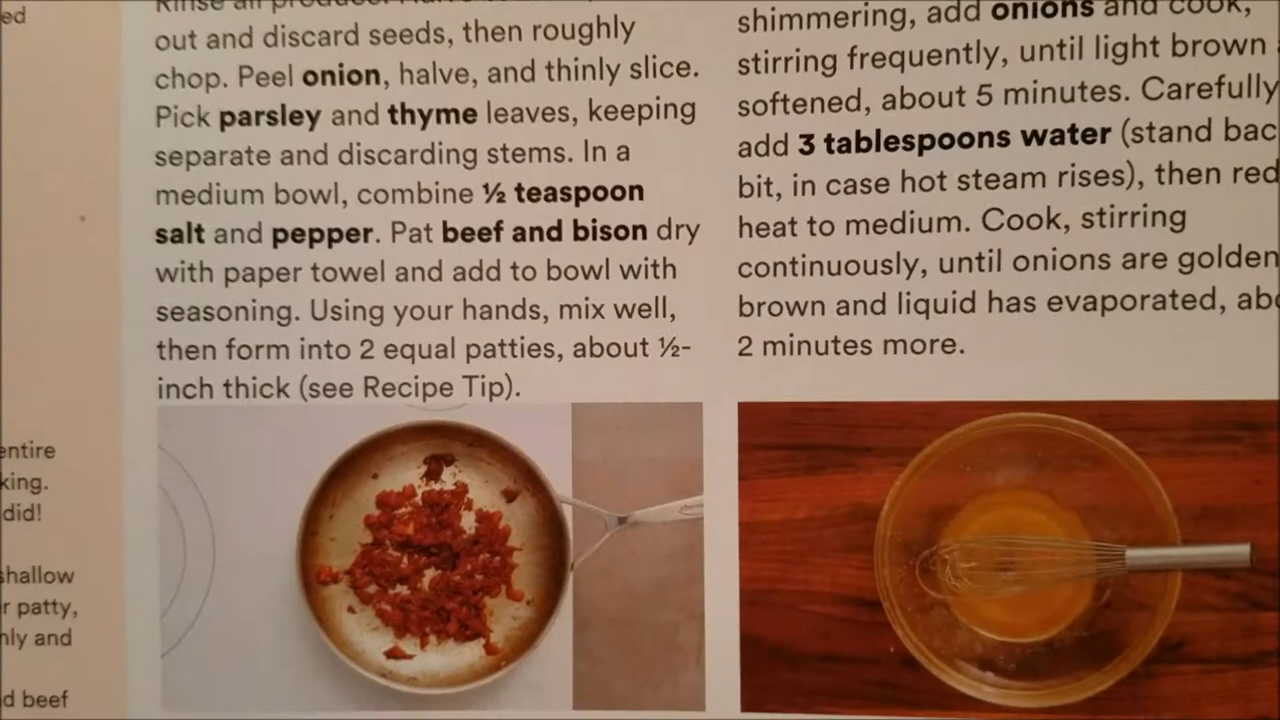 ed
entire
king.
did!
shallow
r patty,
nly and
d beef
Rinse all produce.
out and discard seeds, then roughly
chop. Peel onion, halve, and thinly slice.
Pick parsley and thyme leaves, keeping
separate and discarding stems. In a
medium bowl, combine ½ teaspoon
salt and pepper. Pat beef and bison dry
with paper towel and add to bowl with
seasoning. Using your hands, mix well,
then form into 2 equal patties, about ½-
inch thick (see Recipe Tip).
shimmering, add onions and cook,
stirring frequently, until light brown
softened, about 5 minutes. Carefully
add 3 tablespoons water (stand bac
bit, in case hot steam rises), then red
heat to medium. Cook, stirring
continuously, until onions are golden
brown and liquid has evaporated, abo
2 minutes more.